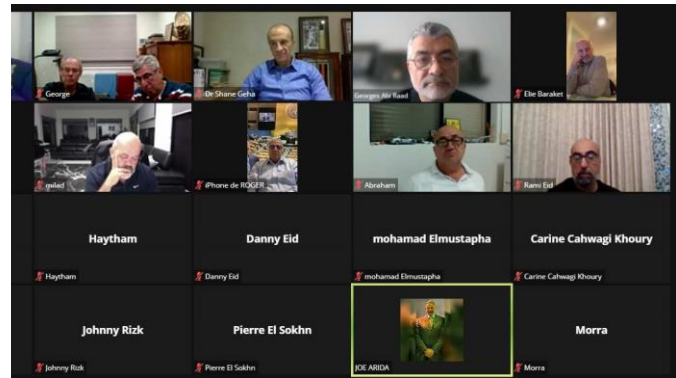 George
Dr Shane Geha
Georges Abi Raad
Elie Baraket
milad
iPhone de ROGER
Abraham
Rami Eid
Haytham
Danny Eid
mohamad Elmustapha
Carine Cahwagi Khoury
Haytham
Danny Eid
mohamad Elmustapha
Carine Cahwagi Khoury
Johnny Rizk
Pierre El Sokhn
Morra
Johnny Rizk
Pierre El Sokhn
JOE ARIDA
Morra